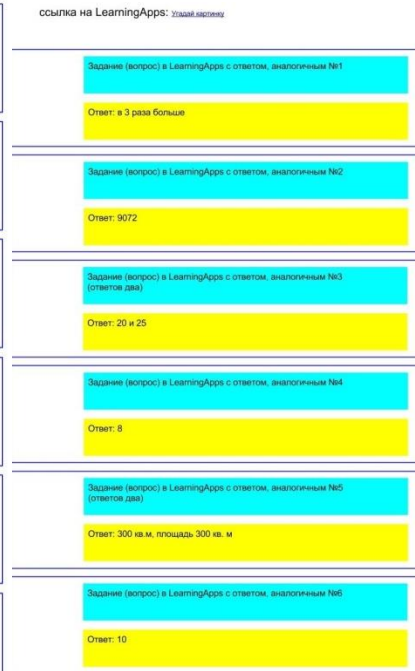 ссылка на LearningApps: Угадай картинку
Задание (вопрос) в LearningApps с ответом, аналогичным №1
Ответ: в 3 раза больше
Задание (вопрос) в LearningApps с ответом, аналогичным №2
Ответ: 9072
Задание (вопрос) в LearningApps с ответом, аналогичным №3
(ответов два)
Ответ: 20 и 25
Задание (вопрос) в LearningApps с ответом, аналогичным №4
Ответ: 8
Задание (вопрос) в LearningApps с ответом, аналогичным №5
(ответов два)
Ответ: 300 кв.м, площадь 300 кв. м
Задание (вопрос) в LearningApps с ответом, аналогичным №6
Ответ: 10